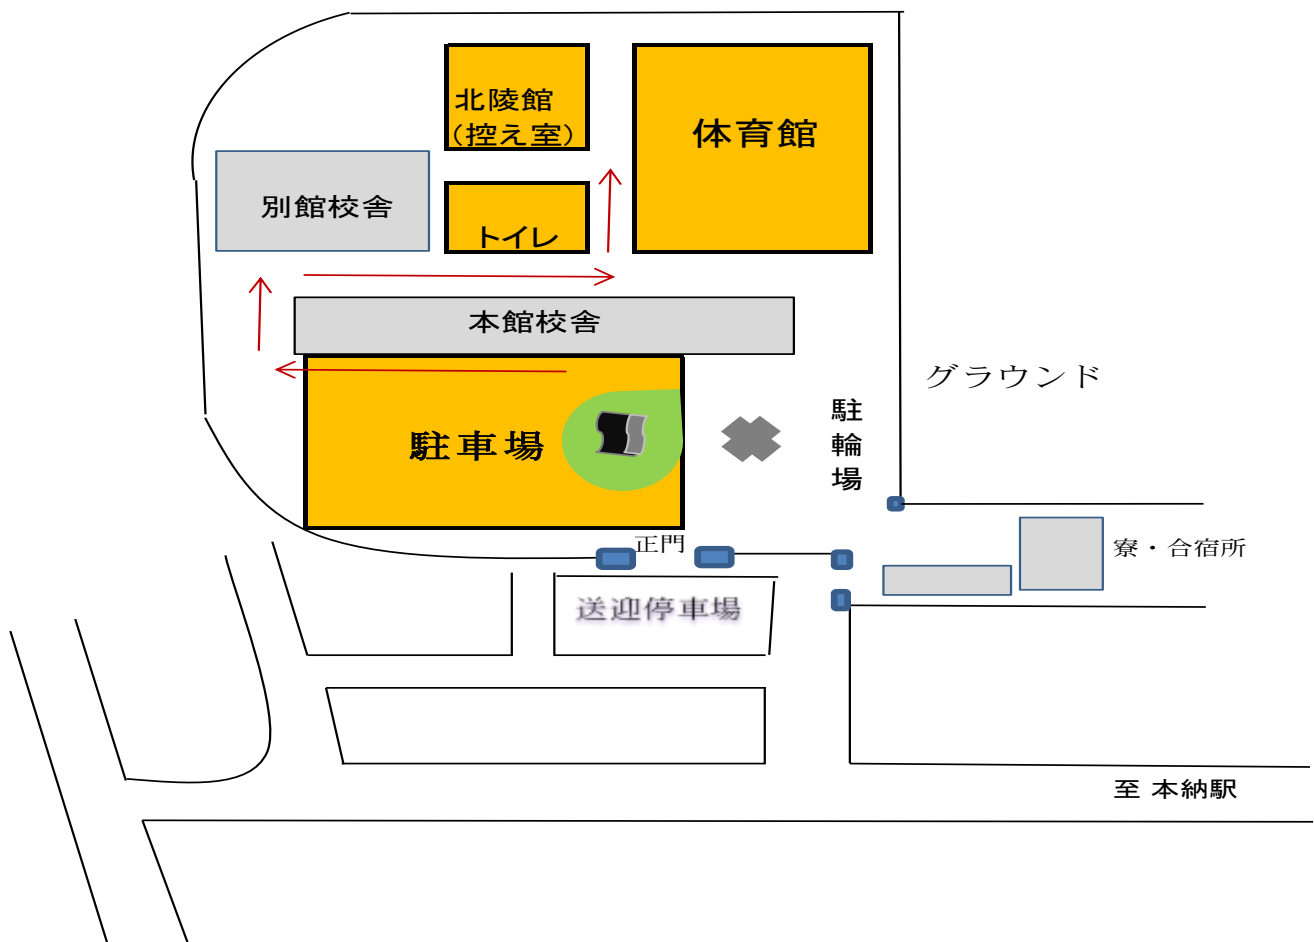 北陵館
（控え室）
体育館
別館校舎
トイレ
本館校舎
グラウンド
駐輪場
駐車場
正門
寮・合宿所
送迎停車場
至 本納駅